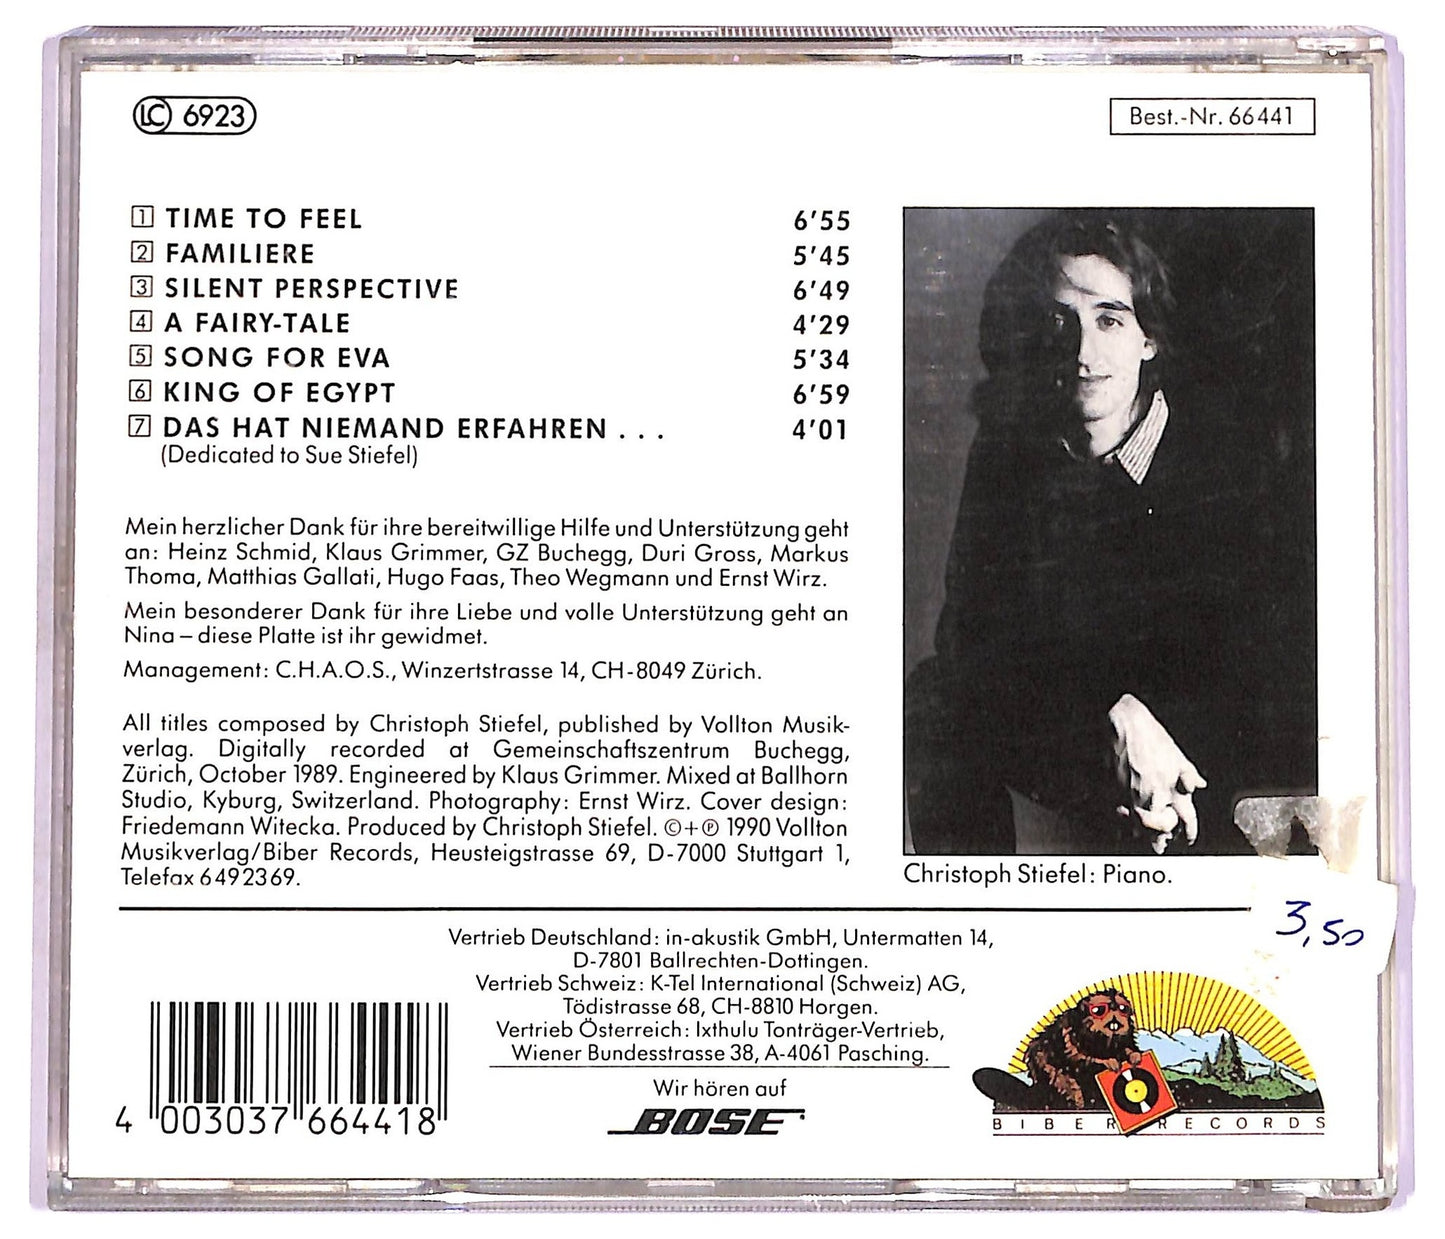 LC 6923
Best.-Nr. 66441
1 TIME TO FEEL 6'55
2 FAMILIERE 5'45
3 SILENT PERSPECTIVE 6'49
4 A FAIRY-TALE 4'29
5 SONG FOR EVA 5'34
6 KING OF EGYPT 6'59
7 DAS HAT NIEMAND ERFAHREN . . . 4'01
(Dedicated to Sue Stiefel)
Mein herzlicher Dank für ihre bereitwillige Hilfe und Unterstützung geht
an: Heinz Schmid, Klaus Grimmer, GZ Buchegg, Duri Gross, Markus
Thoma, Matthias Gallati, Hugo Faas, Theo Wegmann und Ernst Wirz.
Mein besonderer Dank für ihre Liebe und volle Unterstützung geht an
Nina – diese Platte ist ihr gewidmet.
Management: C.H.A.O.S., Winzertstrasse 14, CH-8049 Zürich.
All titles composed by Christoph Stiefel, published by Vollton Musik-
verlag. Digitally recorded at Gemeinschaftszentrum Buchegg,
Zürich, October 1989. Engineered by Klaus Grimmer. Mixed at Ballhorn
Studio, Kyburg, Switzerland. Photography: Ernst Wirz. Cover design:
Friedemann Witecka. Produced by Christoph Stiefel. ©+℗ 1990 Vollton
Musikverlag/Biber Records, Heusteigstrasse 69, D-7000 Stuttgart 1,
Telefax 6492369.
Christoph Stiefel: Piano.
3,50
Vertrieb Deutschland: in-akustik GmbH, Untermatten 14,
D-7801 Ballrechten-Dottingen.
Vertrieb Schweiz: K-Tel International (Schweiz) AG,
Tödistrasse 68, CH-8810 Horgen.
Vertrieb Österreich: Ixthulu Tonträger-Vertrieb,
Wiener Bundesstrasse 38, A-4061 Pasching.
Wir hören auf
BOSE
4 003037 664418
BIBER RECORDS